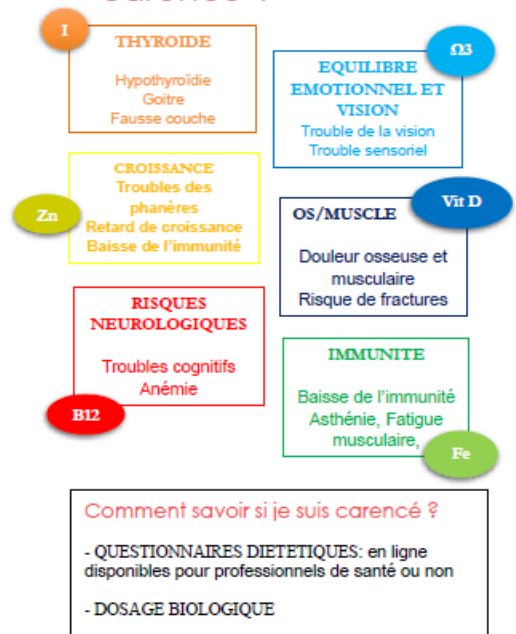 I
THYROIDE
Hypothyroïdie
Goitre
Fausse couche
Ω3
EQUILIBRE
EMOTIONNEL ET
VISION
Trouble de la vision
Trouble sensoriel
Zn
CROISSANCE
Troubles des
phanères
Retard de croissance
Baisse de l'immunité
Vit D
OS/MUSCLE
Douleur osseuse et
musculaire
Risque de fractures
RISQUES
NEUROLOGIQUES
Troubles cognitifs
Anémie
B12
IMMUNITE
Baisse de l'immunité
Asthénie, Fatigue
musculaire,
Fe
Comment savoir si je suis carencé ?
- QUESTIONNAIRES DIETETIQUES: en ligne
disponibles pour professionnels de santé ou non
- DOSAGE BIOLOGIQUE